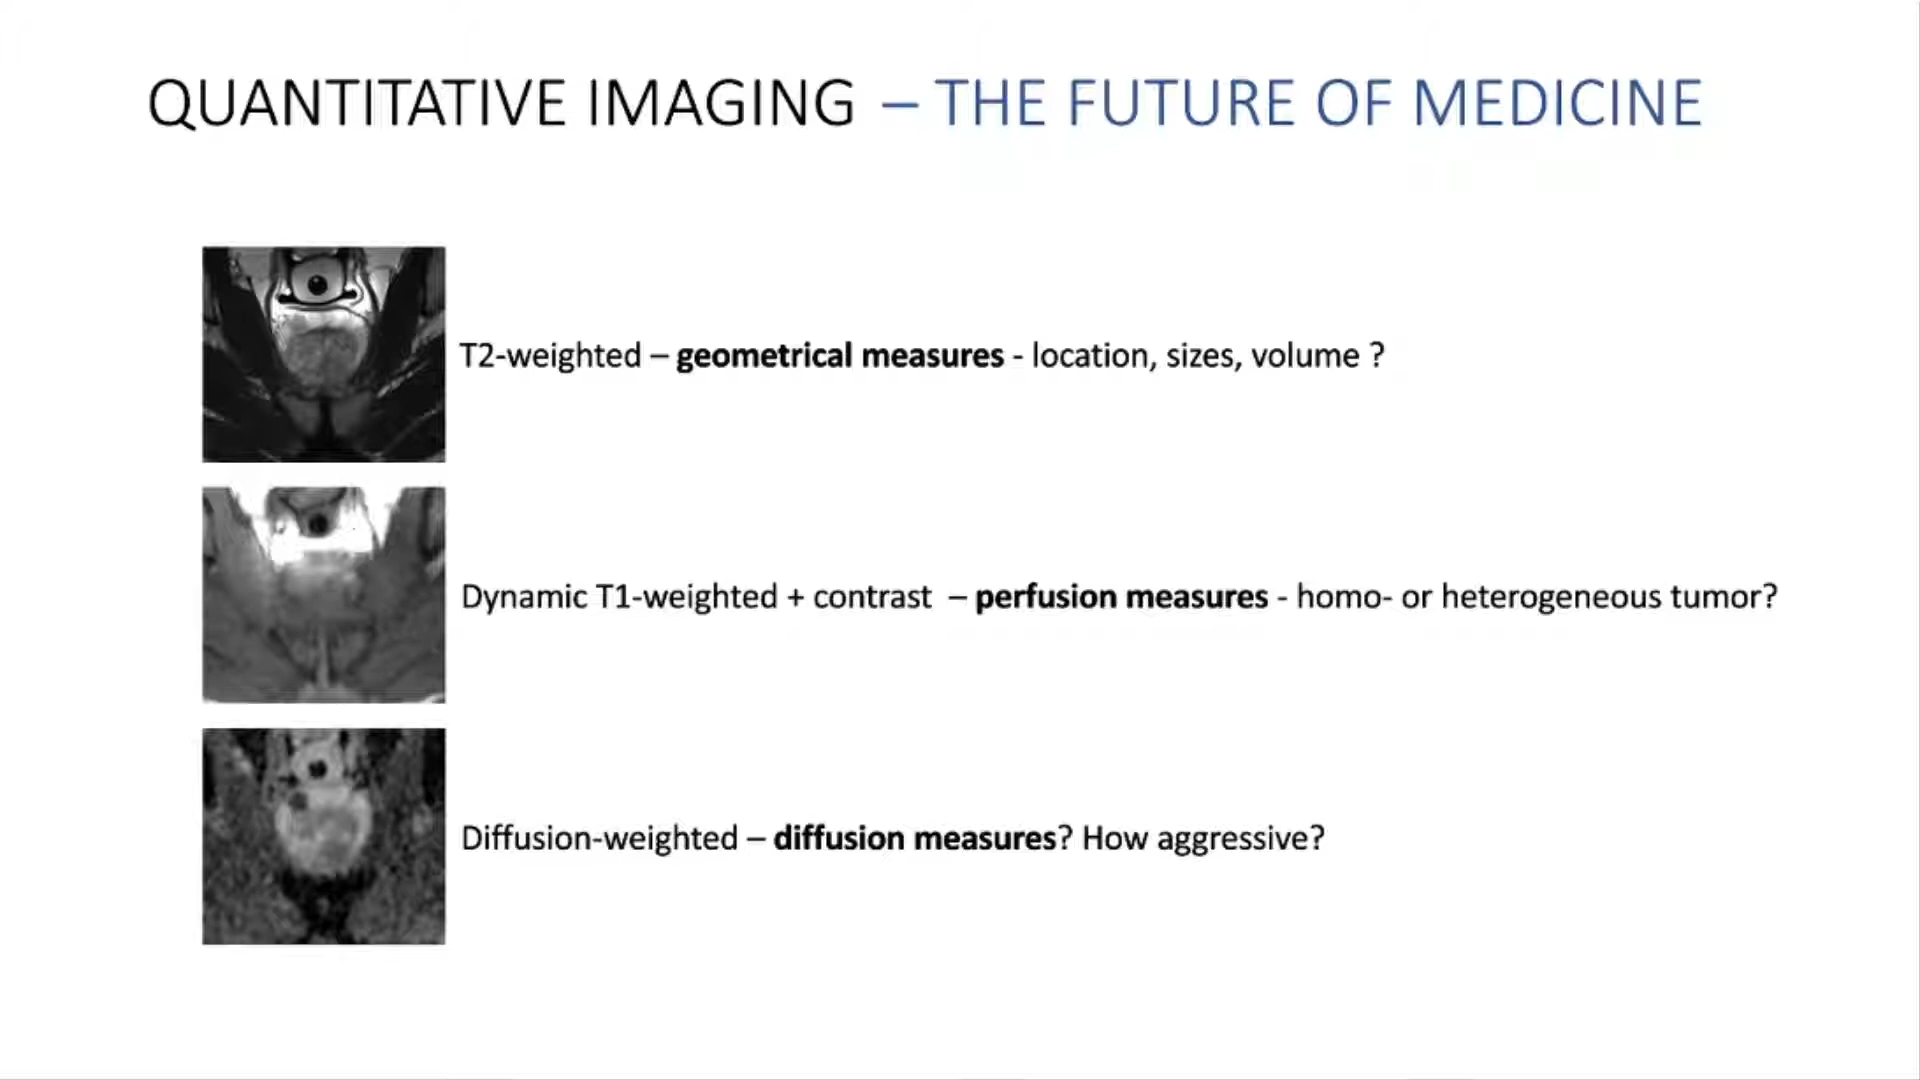 QUANTITATIVE IMAGING – THE FUTURE OF MEDICINE
T2-weighted – geometrical measures - location, sizes, volume ?
Dynamic T1-weighted + contrast – perfusion measures - homo- or heterogeneous tumor?
Diffusion-weighted – diffusion measures? How aggressive?